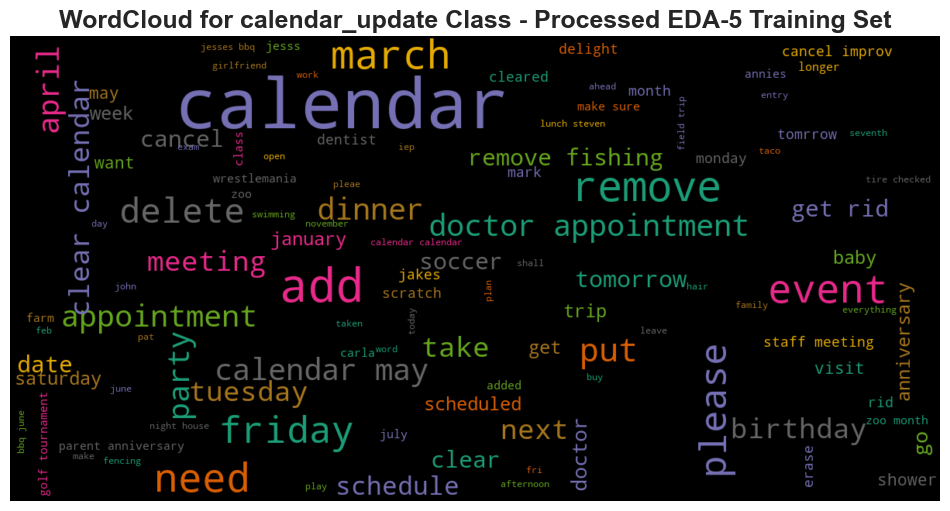 WordCloud for calendar_update Class - Processed EDA-5 Training Set
jesses bbq
jesss
march
delight
cancel improv
girlfriend
longer
april
work
cleared
annies
calendar
ahead
month
entry
may
make sure
week
clear calendar
lunch steven
field trip
tomrrow
seventh
cancel
class
dentist
exam
iep
open
remove fishing
monday
taco
want
mark
wrestlemania
pleae
remove
tire checked
zoo
delete
dinner
get rid
swimming
day
november
doctor appointment
january
calendar calendar
meeting
soccer
shall
baby
add
jakes
tomorrow
hair
event
john
scratch
plan
family
anniversary
everything
farm
appointment
trip
feb
taken
today
leave
pat
party
carla
word
take
get
put
staff meeting
date
calendar may
please
visit
saturday
tuesday
june
added
buy
rid
scheduled
zoo month
bbq june
golf tournament
night house
friday
july
next
doctor
birthday
go
parent anniversary
make
fencing
clear
erase
need
fri
schedule
play
afternoon
shower